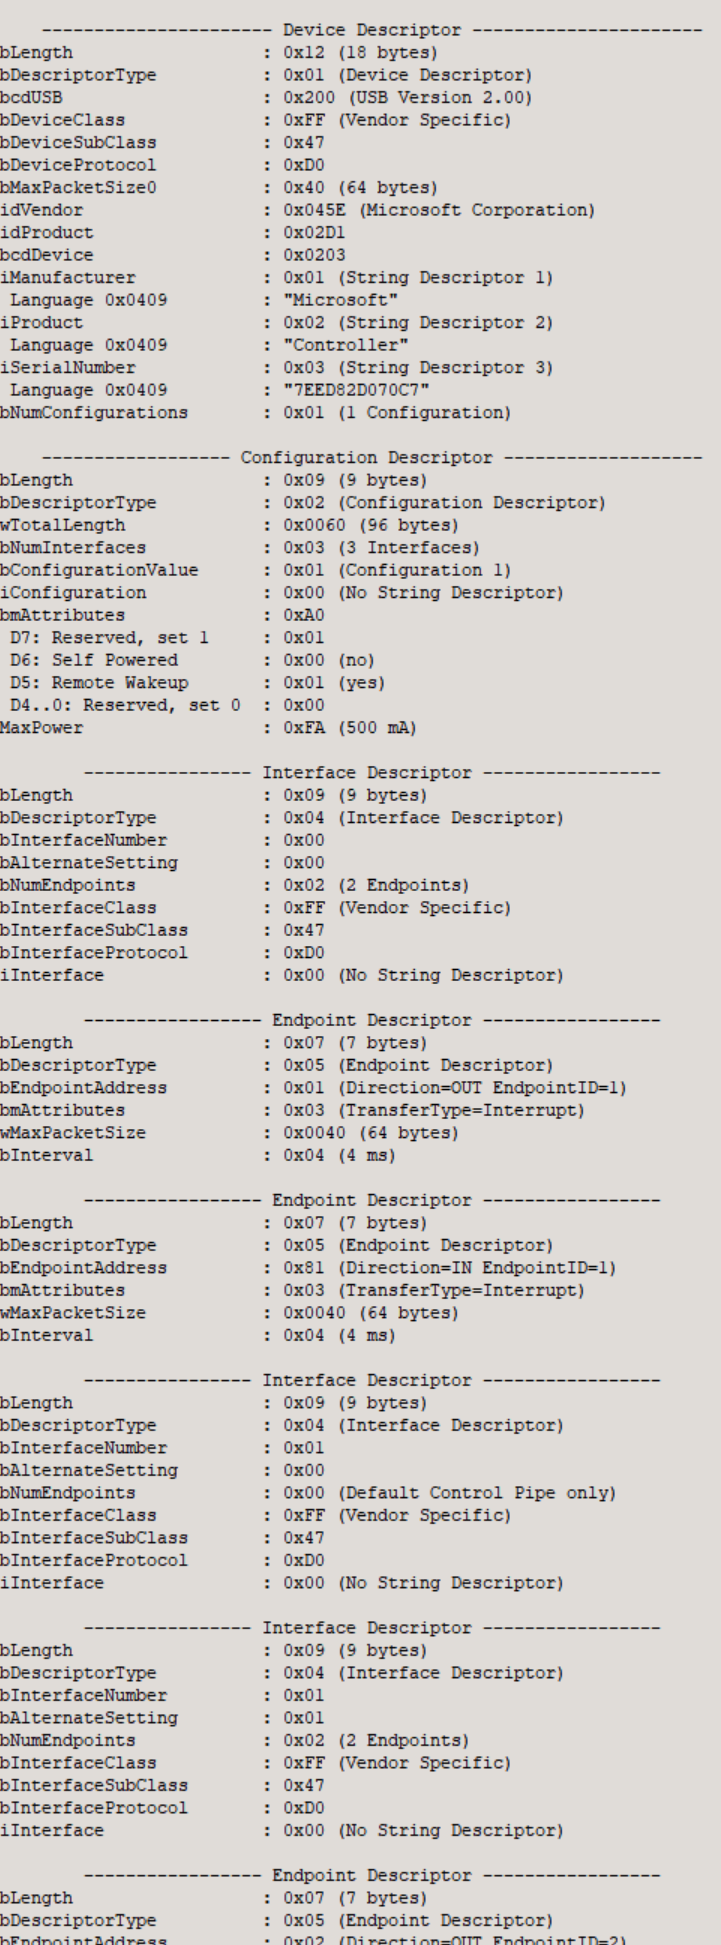 ---------------------- Device Descriptor ----------------------
bLength : 0x12 (18 bytes)
bDescriptorType : 0x01 (Device Descriptor)
bcdUSB : 0x200 (USB Version 2.00)
bDeviceClass : 0xFF (Vendor Specific)
bDeviceSubClass : 0x47
bDeviceProtocol : 0xD0
bMaxPacketSize0 : 0x40 (64 bytes)
idVendor : 0x045E (Microsoft Corporation)
idProduct : 0x02D1
bcdDevice : 0x0203
iManufacturer : 0x01 (String Descriptor 1)
Language 0x0409 : "Microsoft"
iProduct : 0x02 (String Descriptor 2)
Language 0x0409 : "Controller"
iSerialNumber : 0x03 (String Descriptor 3)
Language 0x0409 : "7EED82D070C7"
bNumConfigurations : 0x01 (1 Configuration)
------------------ Configuration Descriptor -------------------
bLength : 0x09 (9 bytes)
bDescriptorType : 0x02 (Configuration Descriptor)
wTotalLength : 0x0060 (96 bytes)
bNumInterfaces : 0x03 (3 Interfaces)
bConfigurationValue : 0x01 (Configuration 1)
iConfiguration : 0x00 (No String Descriptor)
bmAttributes : 0xA0
D7: Reserved, set 1 : 0x01
D6: Self Powered : 0x00 (no)
D5: Remote Wakeup : 0x01 (yes)
D4..0: Reserved, set 0 : 0x00
MaxPower : 0xFA (500 mA)
---------------- Interface Descriptor -----------------
bLength : 0x09 (9 bytes)
bDescriptorType : 0x04 (Interface Descriptor)
bInterfaceNumber : 0x00
bAlternateSetting : 0x00
bNumEndpoints : 0x02 (2 Endpoints)
bInterfaceClass : 0xFF (Vendor Specific)
bInterfaceSubClass : 0x47
bInterfaceProtocol : 0xD0
iInterface : 0x00 (No String Descriptor)
----------------- Endpoint Descriptor -----------------
bLength : 0x07 (7 bytes)
bDescriptorType : 0x05 (Endpoint Descriptor)
bEndpointAddress : 0x01 (Direction=OUT EndpointID=1)
bmAttributes : 0x03 (TransferType=Interrupt)
wMaxPacketSize : 0x0040 (64 bytes)
bInterval : 0x04 (4 ms)
----------------- Endpoint Descriptor -----------------
bLength : 0x07 (7 bytes)
bDescriptorType : 0x05 (Endpoint Descriptor)
bEndpointAddress : 0x81 (Direction=IN EndpointID=1)
bmAttributes : 0x03 (TransferType=Interrupt)
wMaxPacketSize : 0x0040 (64 bytes)
bInterval : 0x04 (4 ms)
---------------- Interface Descriptor -----------------
bLength : 0x09 (9 bytes)
bDescriptorType : 0x04 (Interface Descriptor)
bInterfaceNumber : 0x01
bAlternateSetting : 0x00
bNumEndpoints : 0x00 (Default Control Pipe only)
bInterfaceClass : 0xFF (Vendor Specific)
bInterfaceSubClass : 0x47
bInterfaceProtocol : 0xD0
iInterface : 0x00 (No String Descriptor)
---------------- Interface Descriptor -----------------
bLength : 0x09 (9 bytes)
bDescriptorType : 0x04 (Interface Descriptor)
bInterfaceNumber : 0x01
bAlternateSetting : 0x01
bNumEndpoints : 0x02 (2 Endpoints)
bInterfaceClass : 0xFF (Vendor Specific)
bInterfaceSubClass : 0x47
bInterfaceProtocol : 0xD0
iInterface : 0x00 (No String Descriptor)
----------------- Endpoint Descriptor -----------------
bLength : 0x07 (7 bytes)
bDescriptorType : 0x05 (Endpoint Descriptor)
bEndpointAddress : 0x02 (Direction=OUT EndpointID=2)